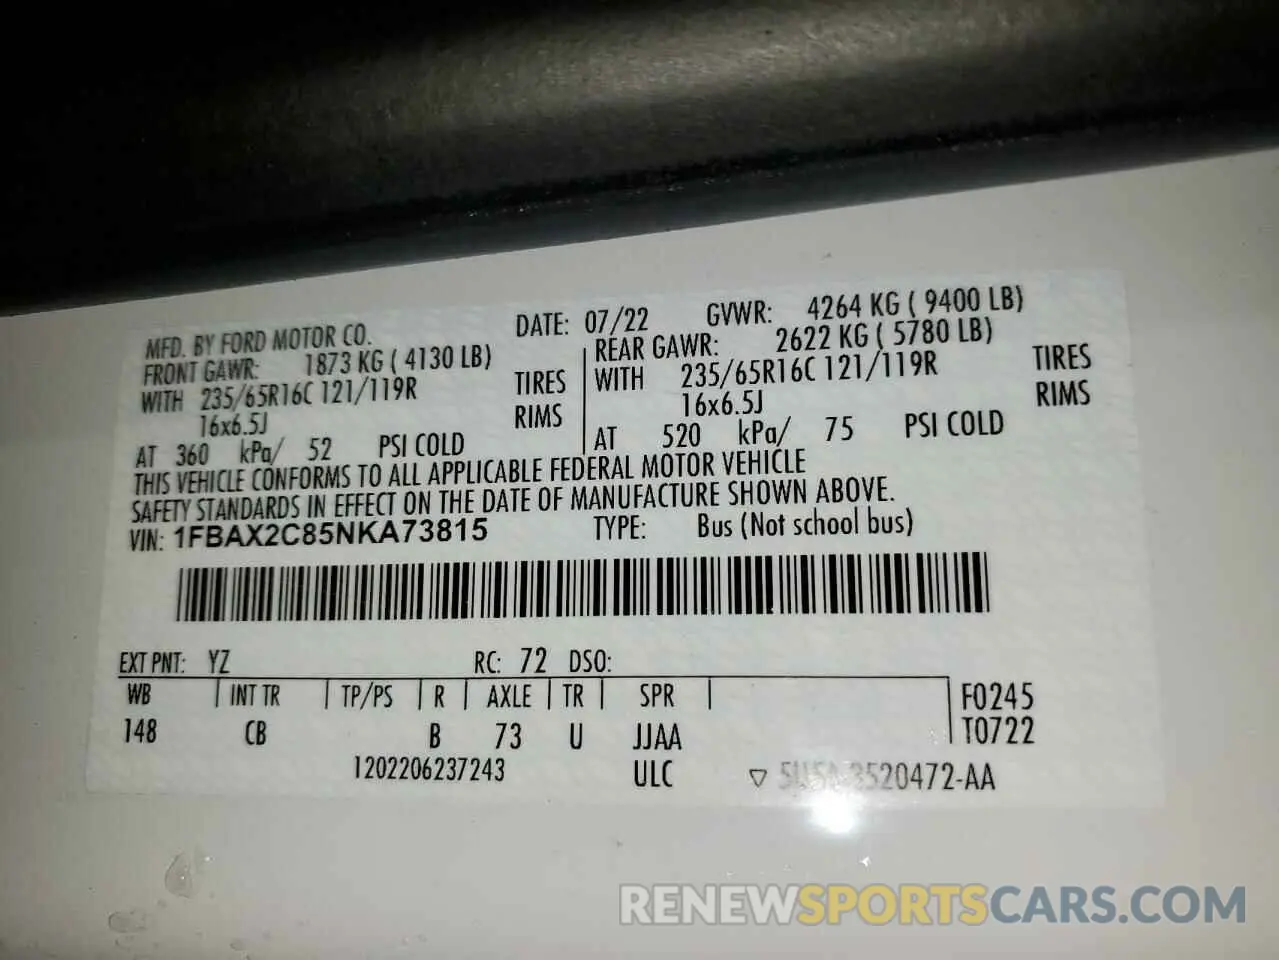 MFD. BY FORD MOTOR CO. DATE: 07/22 GVWR: 4264 KG ( 9400 LB)
FRONT GAWR: 1873 KG ( 4130 LB) REAR GAWR: 2622 KG ( 5780 LB)
WITH 235/65R16C 121/119R TIRES WITH 235/65R16C 121/119R TIRES
16x6.5J RIMS 16x6.5J RIMS
AT 360 kPa/ 52 PSI COLD AT 520 kPa/ 75 PSI COLD
THIS VEHICLE CONFORMS TO ALL APPLICABLE FEDERAL MOTOR VEHICLE
SAFETY STANDARDS IN EFFECT ON THE DATE OF MANUFACTURE SHOWN ABOVE.
VIN: 1FBAX2C85NKA73815 TYPE: Bus (Not school bus)
EXT PNT: YZ RC: 72 DSO:
WB INT TR TP/PS R AXLE TR SPR F0245
148 CB B 73 U JJAA T0722
1202206237243 ULC
RENEWSPORTSCARS.COM